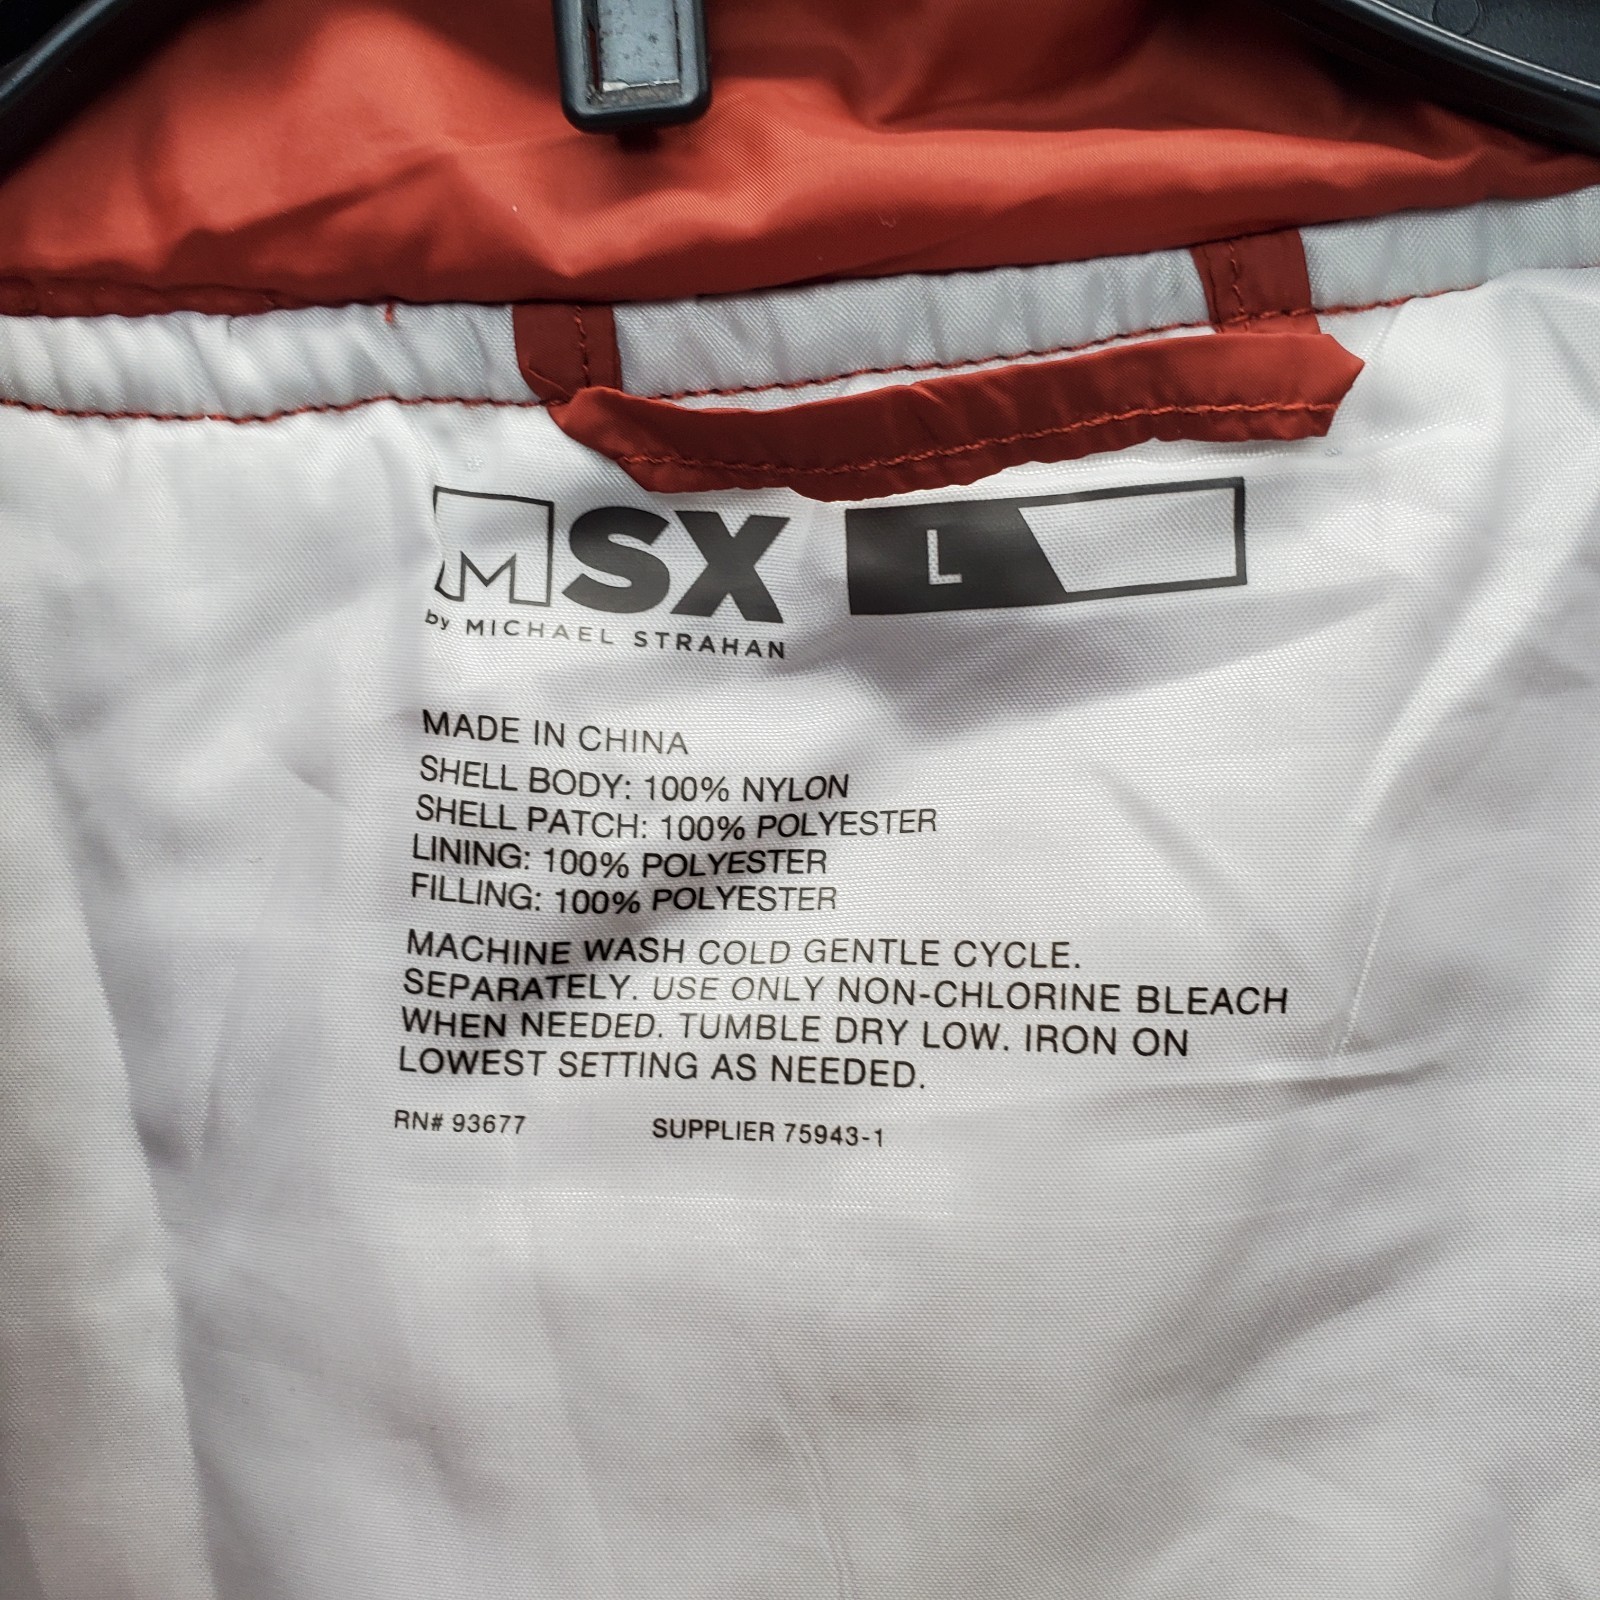 MSX L
by MICHAEL STRAHAN
MADE IN CHINA
SHELL BODY: 100% NYLON
SHELL PATCH: 100% POLYESTER
LINING: 100% POLYESTER
FILLING: 100% POLYESTER
MACHINE WASH COLD GENTLE CYCLE.
SEPARATELY. USE ONLY NON-CHLORINE BLEACH
WHEN NEEDED. TUMBLE DRY LOW. IRON ON
LOWEST SETTING AS NEEDED.
RN# 93677 SUPPLIER 75943-1